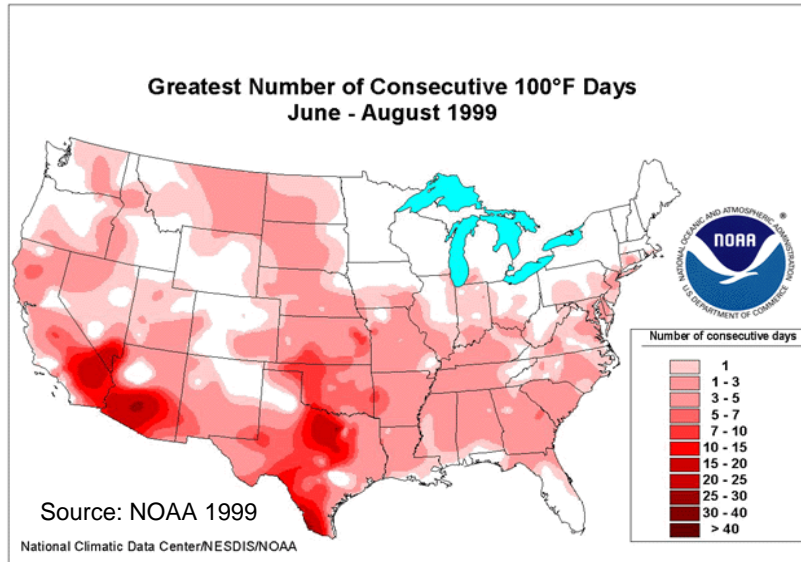 Greatest Number of Consecutive 100°F Days
June - August 1999
NATIONAL OCEANIC AND ATMOSPHERIC ADMINISTRATION
®
NOAA
U.S. DEPARTMENT OF COMMERCE
Number of consecutive days
1
1 - 3
3 - 5
5 - 7
7 - 10
10 - 15
15 - 20
20 - 25
25 - 30
30 - 40
> 40
Source: NOAA 1999
National Climatic Data Center/NESDIS/NOAA